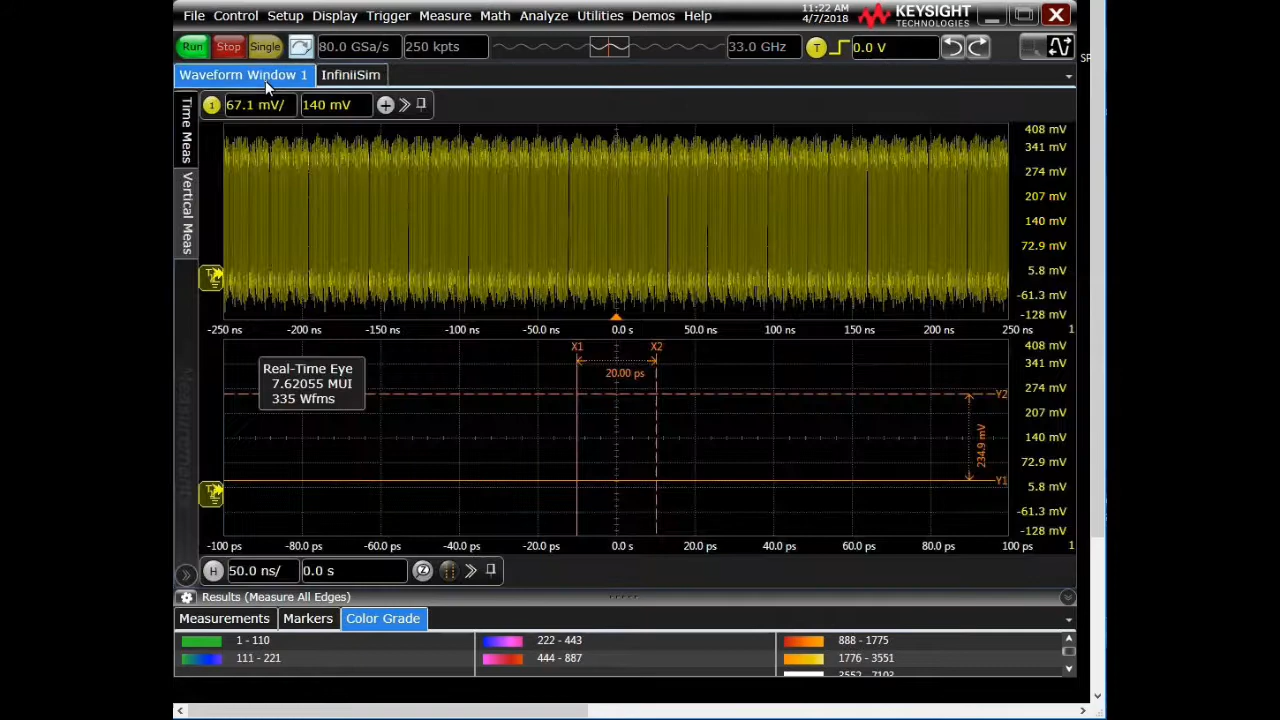 File Control Setup Display Trigger Measure Math Analyze Utilities Demos Help
11:22 AM
4/7/2018
KEYSIGHT
TECHNOLOGIES
Run Stop Single 80.0 GSa/s 250 kpts 33.0 GHz T 0.0 V
SP
Waveform Window 1 InfiniiSim
Time Meas
Vertical Meas
Measurement
1 67.1 mV/ 140 mV
408 mV
341 mV
274 mV
207 mV
140 mV
72.9 mV
5.8 mV
-61.3 mV
-128 mV
-250 ns -200 ns -150 ns -100 ns -50.0 ns 0.0 s 50.0 ns 100 ns 150 ns 200 ns 250 ns 1
X1 X2
20.00 ps
Real-Time Eye
7.62055 MUI
335 Wfms
Y2
234.9 mV
Y1
408 mV
341 mV
274 mV
207 mV
140 mV
72.9 mV
5.8 mV
-61.3 mV
-128 mV
-100 ps -80.0 ps -60.0 ps -40.0 ps -20.0 ps 0.0 s 20.0 ps 40.0 ps 60.0 ps 80.0 ps 100 ps 1
H 50.0 ns/ 0.0 s Z
Results (Measure All Edges)
Measurements Markers Color Grade
1 - 110 222 - 443 888 - 1775
111 - 221 444 - 887 1776 - 3551
3552 - 7103